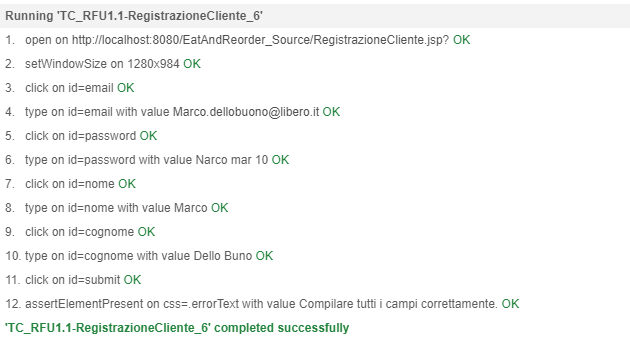 Running 'TC_RFU1.1-RegistrazioneCliente_6'
1. open on http://localhost:8080/EatAndReorder_Source/RegistrazioneCliente.jsp? OK
2. setWindowSize on 1280x984 OK
3. click on id=email OK
4. type on id=email with value Marco.dellobuono@libero.it OK
5. click on id=password OK
6. type on id=password with value Narco mar 10 OK
7. click on id=nome OK
8. type on id=nome with value Marco OK
9. click on id=cognome OK
10. type on id=cognome with value Dello Buno OK
11. click on id=submit OK
12. assertElementPresent on css=.errorText with value Compilare tutti i campi correttamente. OK
'TC_RFU1.1-RegistrazioneCliente_6' completed successfully